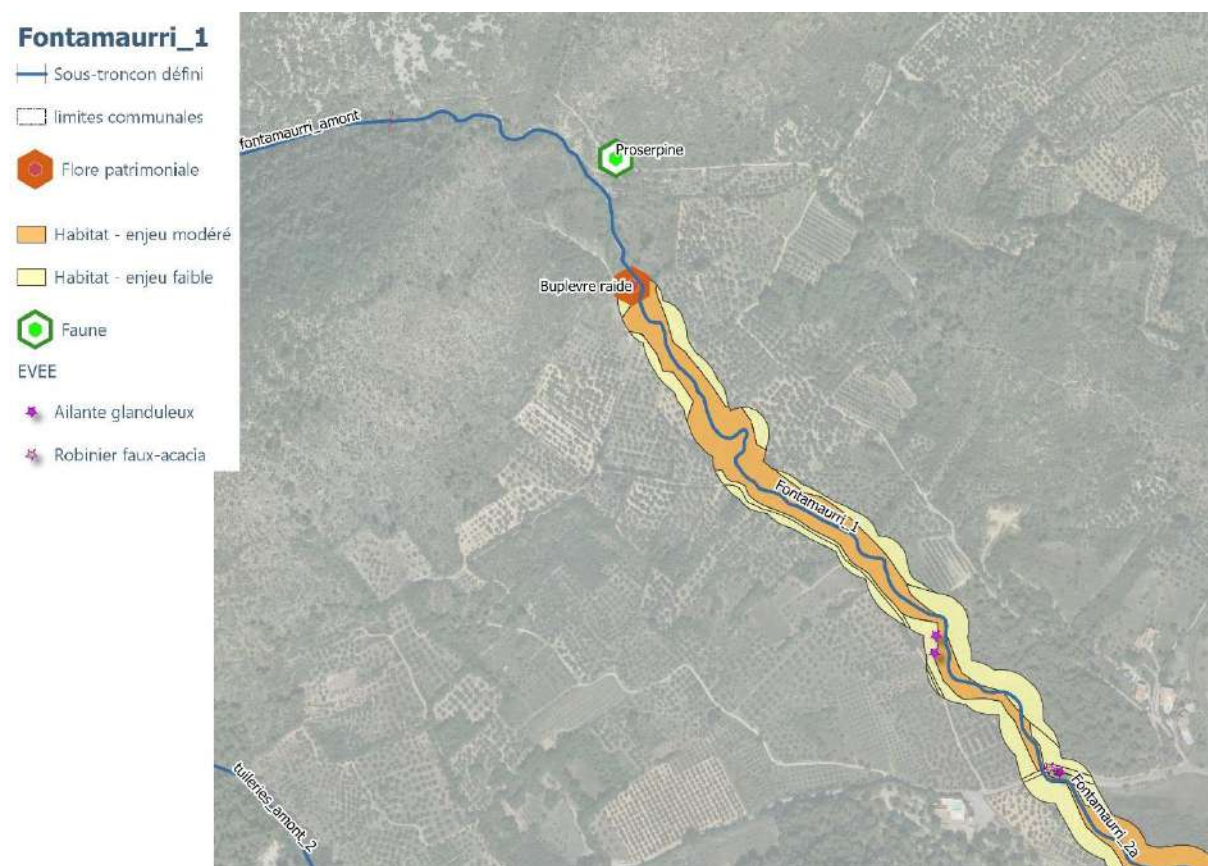 Fontamaurri_1
Sous-troncon défini
limites communales
Flore patrimoniale
Habitat - enjeu modéré
Habitat - enjeu faible
Faune
EVEE
Ailante glanduleux
Robinier faux-acacia
fontamaurri_amont
Proserpine
Buplevre raide
Fontamaurri_1
Fontamaurri_2a
tuileries_amont_2